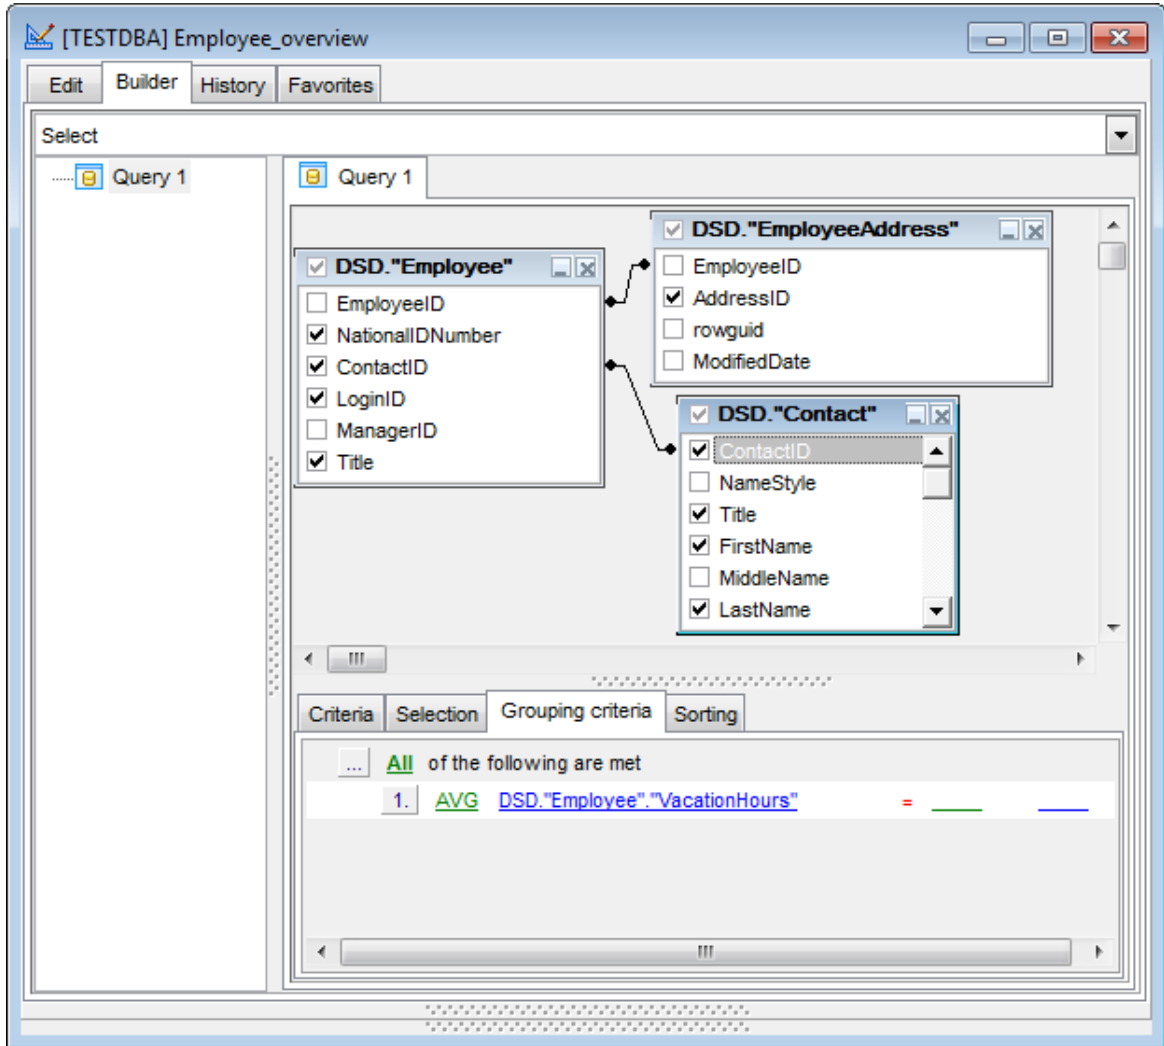 [TESTDBA] Employee_overview
Edit Builder History Favorites
Select
Query 1
Query 1
DSD."Employee"
EmployeeID
NationalIDNumber
ContactID
LoginID
ManagerID
Title
DSD."EmployeeAddress"
EmployeeID
AddressID
rowguid
ModifiedDate
DSD."Contact"
ContactID
NameStyle
Title
FirstName
MiddleName
LastName
Criteria Selection Grouping criteria Sorting
... All of the following are met
1. AVG DSD."Employee"."VacationHours" = ____ ____